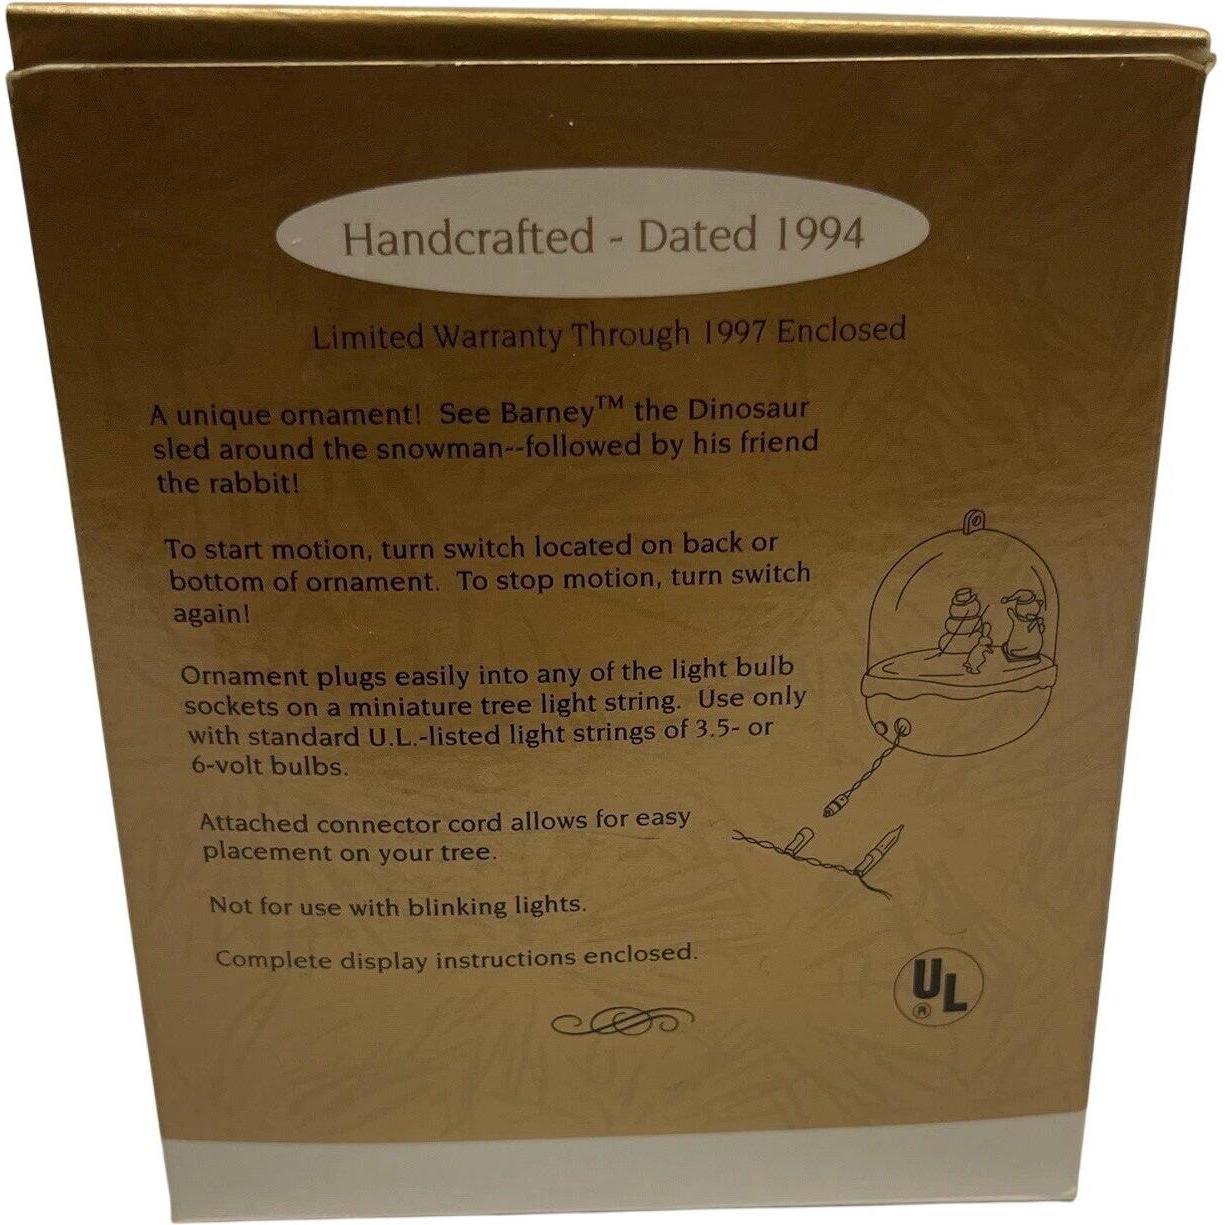 Handcrafted - Dated 1994
Limited Warranty Through 1997 Enclosed
A unique ornament!  See Barney™ the Dinosaur
sled around the snowman--followed by his friend
the rabbit!
To start motion, turn switch located on back or
bottom of ornament.  To stop motion, turn switch
again!
Ornament plugs easily into any of the light bulb
sockets on a miniature tree light string.  Use only
with standard U.L.-listed light strings of 3.5- or
6-volt bulbs.
Attached connector cord allows for easy
placement on your tree.
Not for use with blinking lights.
Complete display instructions enclosed.
UL
®